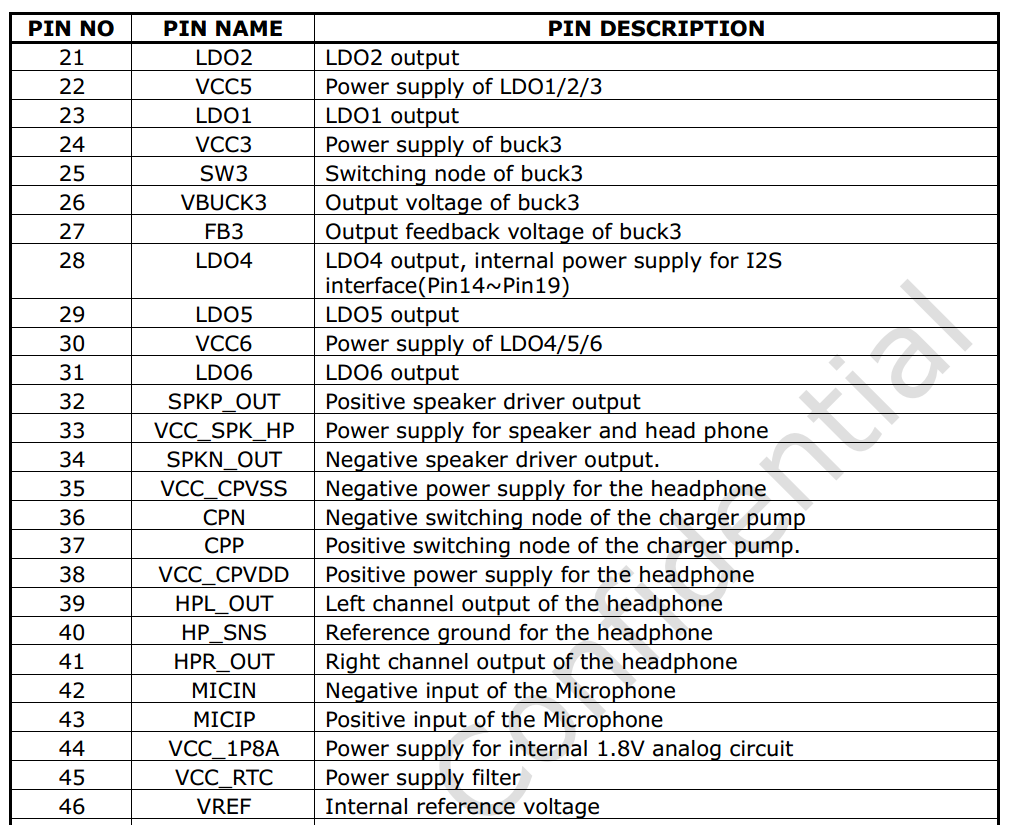 PIN NO PIN NAME PIN DESCRIPTION
21 LDO2 LDO2 output
22 VCC5 Power supply of LDO1/2/3
23 LDO1 LDO1 output
24 VCC3 Power supply of buck3
25 SW3 Switching node of buck3
26 VBUCK3 Output voltage of buck3
27 FB3 Output feedback voltage of buck3
28 LDO4 LDO4 output, internal power supply for I2S
interface(Pin14~Pin19)
29 LDO5 LDO5 output
30 VCC6 Power supply of LDO4/5/6
31 LDO6 LDO6 output
32 SPKP_OUT Positive speaker driver output
33 VCC_SPK_HP Power supply for speaker and head phone
34 SPKN_OUT Negative speaker driver output.
35 VCC_CPVSS Negative power supply for the headphone
36 CPN Negative switching node of the charger pump
37 CPP Positive switching node of the charger pump.
38 VCC_CPVDD Positive power supply for the headphone
39 HPL_OUT Left channel output of the headphone
40 HP_SNS Reference ground for the headphone
41 HPR_OUT Right channel output of the headphone
42 MICIN Negative input of the Microphone
43 MICIP Positive input of the Microphone
44 VCC_1P8A Power supply for internal 1.8V analog circuit
45 VCC_RTC Power supply filter
46 VREF Internal reference voltage
Confidential